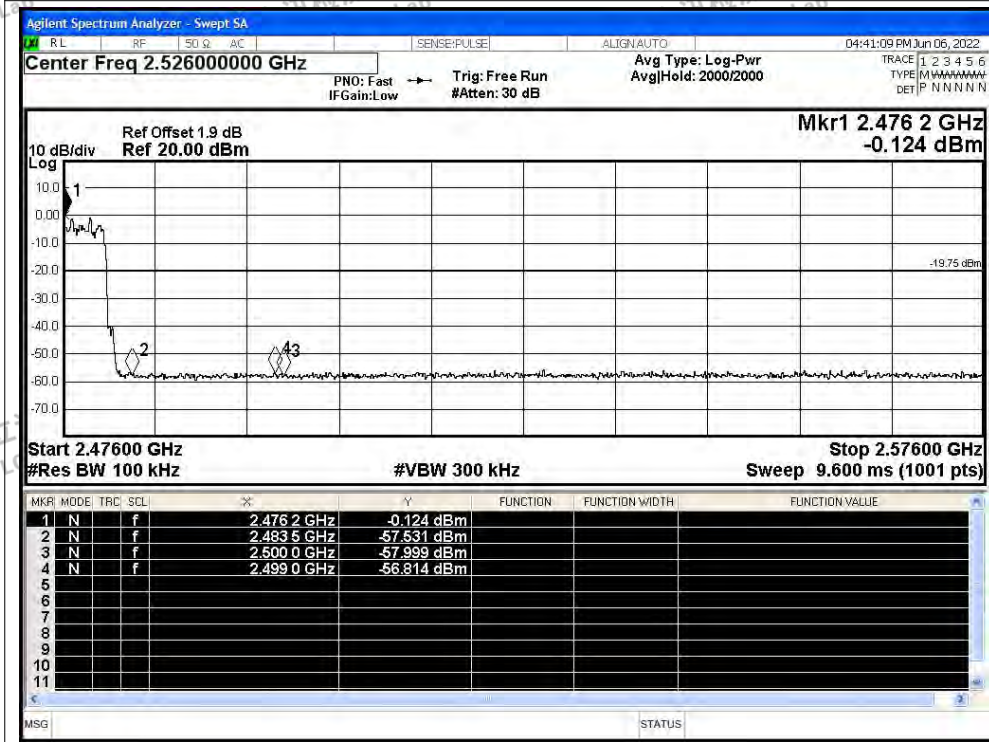 Agilent Spectrum Analyzer - Swept SA
RL RF 50 Ω AC SENSE:PULSE ALIGN AUTO 04:41:09 PM Jun 06, 2022
Center Freq 2.526000000 GHz
PNO: Fast
IFGain:Low
Trig: Free Run
#Atten: 30 dB
Avg Type: Log-Pwr
Avg|Hold: 2000/2000
TRACE 1 2 3 4 5 6
TYPE M
DET P N N N N N
Ref Offset 1.9 dB
10 dB/div Ref 20.00 dBm
Log
Mkr1 2.476 2 GHz
-0.124 dBm
10.0
0.00
-10.0
-20.0
-30.0
-40.0
-50.0
-60.0
-70.0
1
2
4 3
-19.75 dBm
Start 2.47600 GHz Stop 2.57600 GHz
#Res BW 100 kHz #VBW 300 kHz Sweep 9.600 ms (1001 pts)
MKR MODE TRC SCL X Y FUNCTION FUNCTION WIDTH FUNCTION VALUE
1 N f 2.476 2 GHz -0.124 dBm
2 N f 2.483 5 GHz -57.531 dBm
3 N f 2.500 0 GHz -57.999 dBm
4 N f 2.499 0 GHz -56.814 dBm
5
6
7
8
9
10
11
MSG STATUS